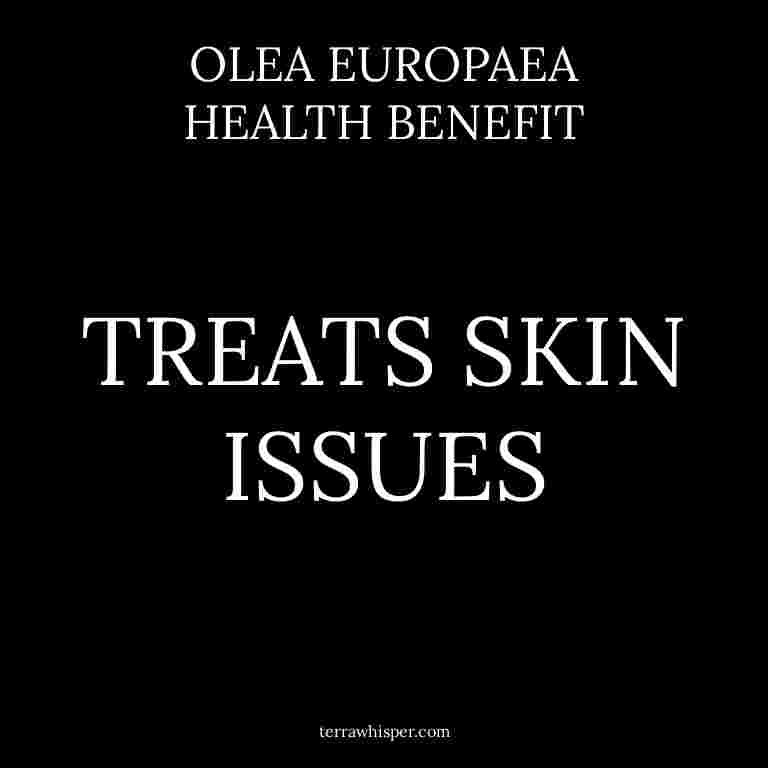 OLEA EUROPAEA
HEALTH BENEFIT
TREATS SKIN
ISSUES
terrawhisper.com